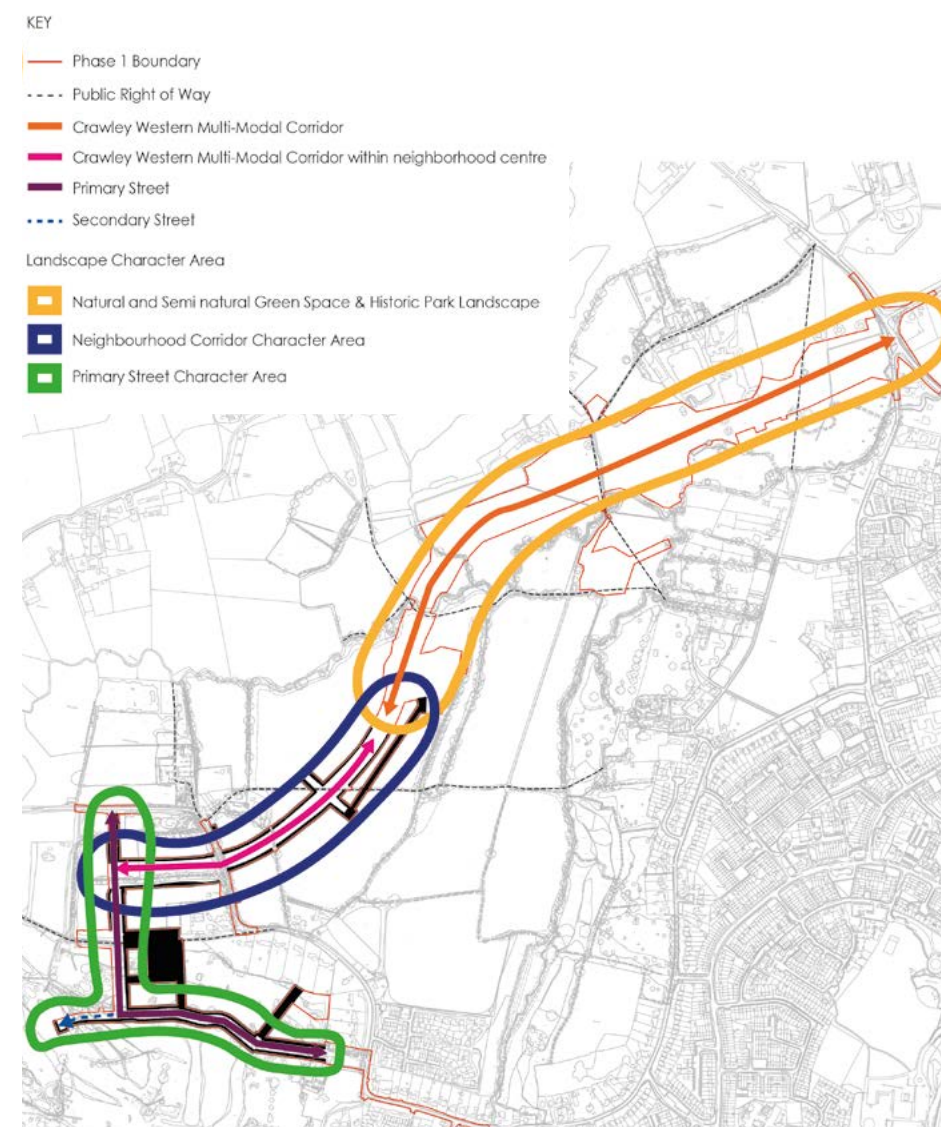 KEY
Phase 1 Boundary
Public Right of Way
Crawley Western Multi-Modal Corridor
Crawley Western Multi-Modal Corridor within neighborhood centre
Primary Street
Secondary Street
Landscape Character Area
Natural and Semi natural Green Space & Historic Park Landscape
Neighbourhood Corridor Character Area
Primary Street Character Area